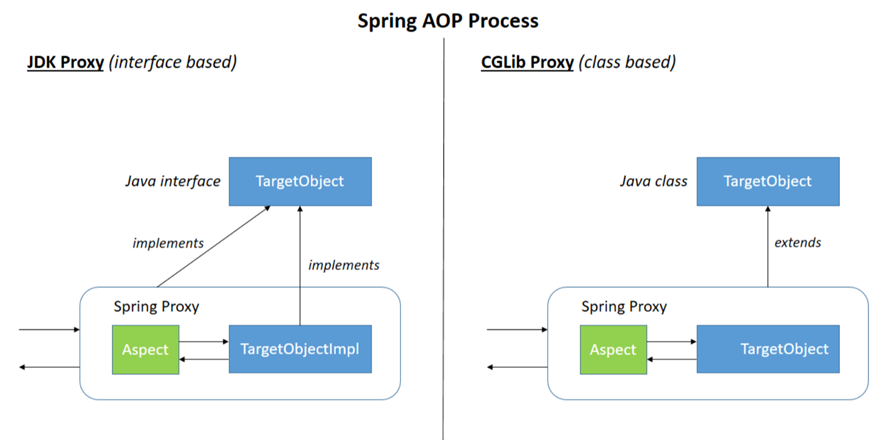 Spring AOP Process
JDK Proxy (interface based)
Java interface
TargetObject
implements
implements
Spring Proxy
Aspect
TargetObjectImpl
CGLib Proxy (class based)
Java class
TargetObject
extends
Spring Proxy
Aspect
TargetObject